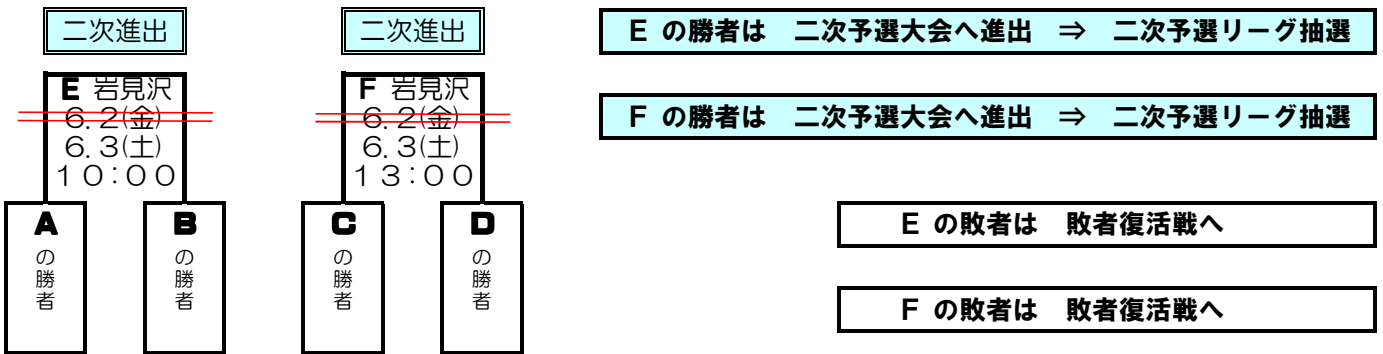 二次進出
E 岩見沢
6.2(金)
6.3(土)
10:00
A
の勝者
B
の勝者
二次進出
F 岩見沢
6.2(金)
6.3(土)
13:00
C
の勝者
D
の勝者
E の勝者は　二次予選大会へ進出　⇒　二次予選リーグ抽選
F の勝者は　二次予選大会へ進出　⇒　二次予選リーグ抽選
E の敗者は　敗者復活戦へ
F の敗者は　敗者復活戦へ